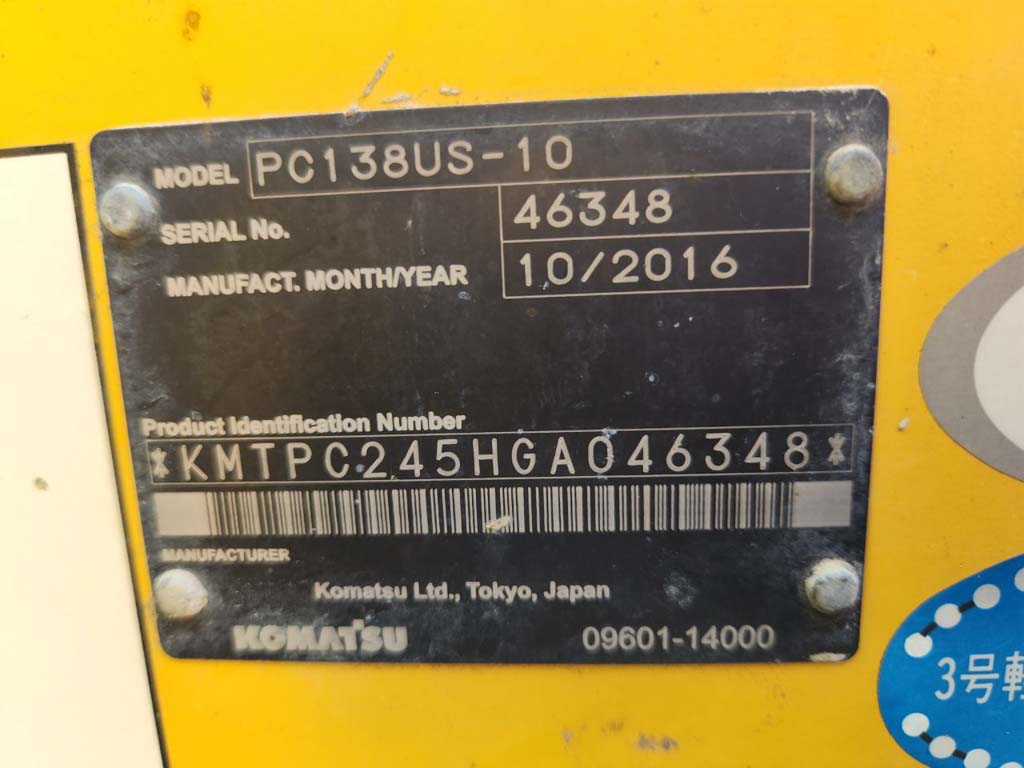 MODEL PC138US-10
SERIAL No. 46348
MANUFACT. MONTH/YEAR 10/2016
Product Identification Number
*KMTPC245HGA046348*
MANUFACTURER
Komatsu Ltd., Tokyo, Japan
KOMATSU 09601-14000
3号軽